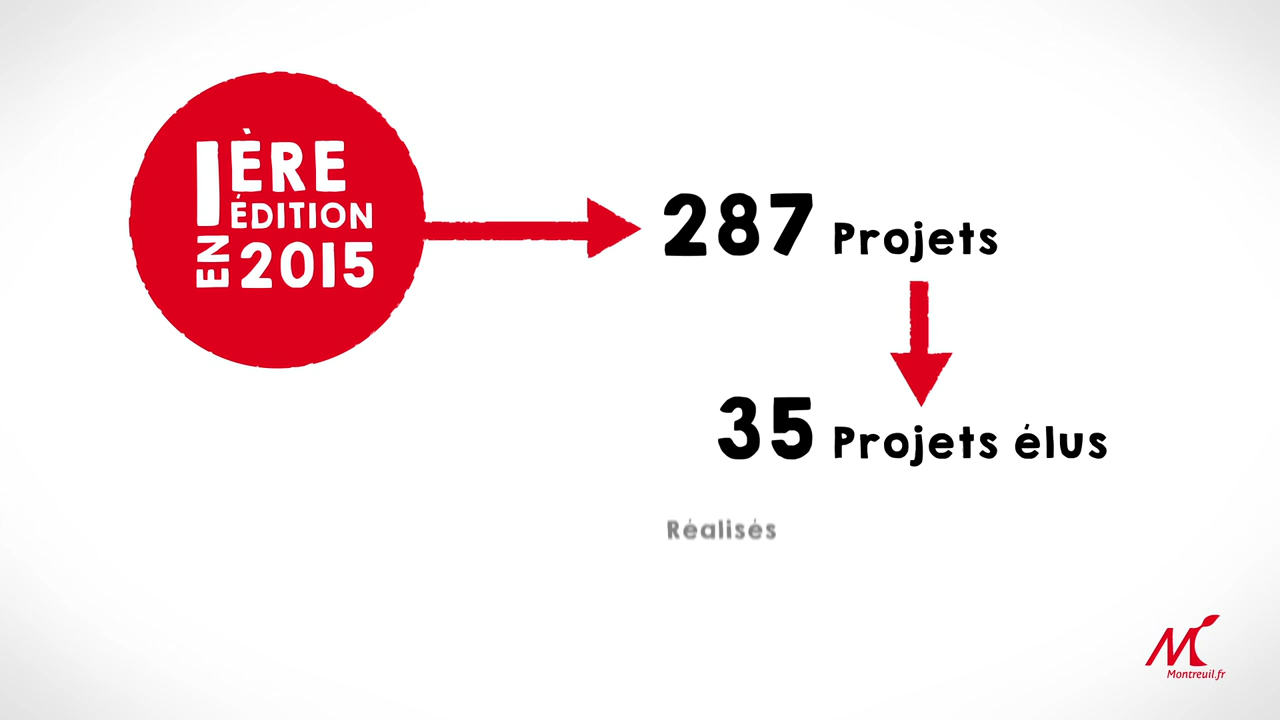 1ÈRE
ÉDITION
EN 2015
287 Projets
35 Projets élus
Réalisés
Montreuil.fr